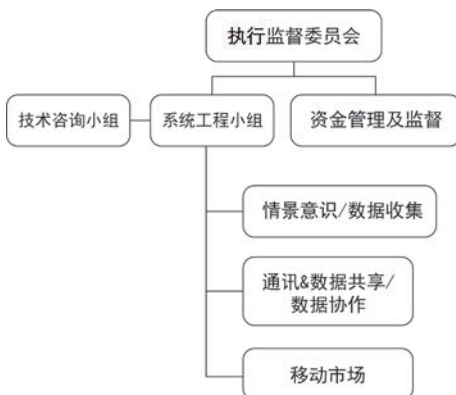 执行监督委员会
技术咨询小组
系统工程小组
资金管理及监督
情景意识/数据收集
通讯&数据共享/
数据协作
移动市场